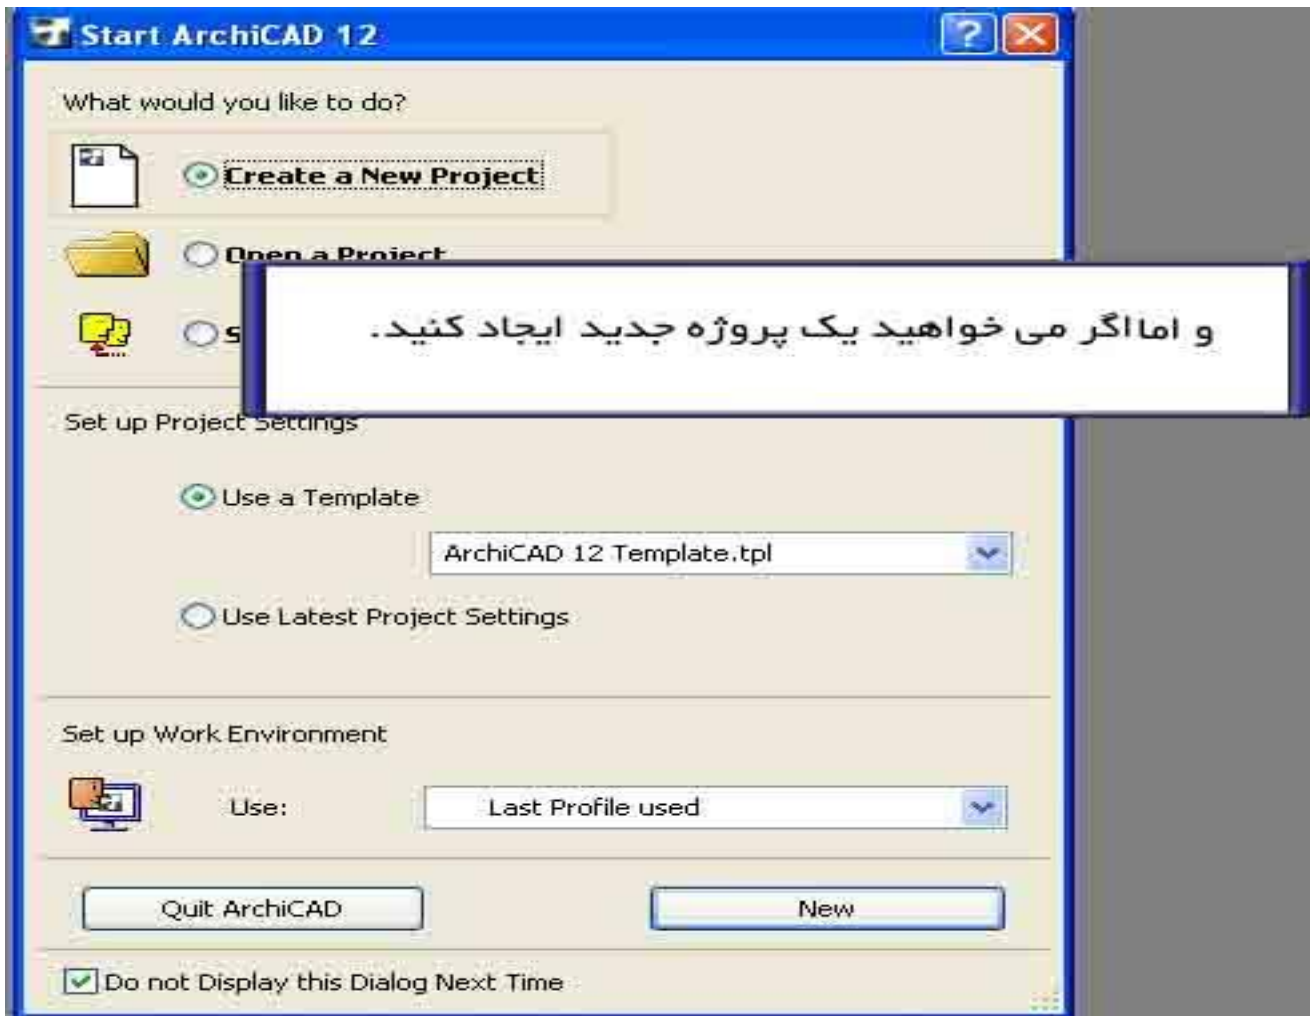 Start ArchiCAD 12
What would you like to do?
Create a New Project
Open a Project
و امااگر می خواهید یک پروژه جدید ایجاد کنید.
Set up Project Settings
Use a Template
ArchiCAD 12 Template.tpl
Use Latest Project Settings
Set up Work Environment
Use:
Last Profile used
Quit ArchiCAD
New
Do not Display this Dialog Next Time